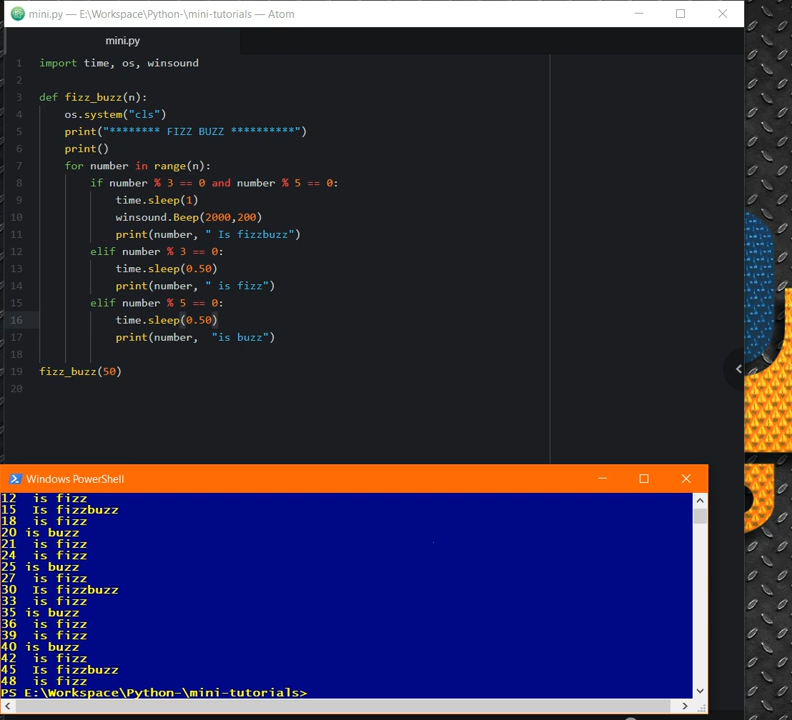 mini.py — E:\Workspace\Python-\mini-tutorials — Atom
mini.py
1 import time, os, winsound
2
3 def fizz_buzz(n):
4 os.system("cls")
5 print("******** FIZZ BUZZ **********")
6 print()
7 for number in range(n):
8 if number % 3 == 0 and number % 5 == 0:
9 time.sleep(1)
10 winsound.Beep(2000,200)
11 print(number, " Is fizzbuzz")
12 elif number % 3 == 0:
13 time.sleep(0.50)
14 print(number, " is fizz")
15 elif number % 5 == 0:
16 time.sleep(0.50)
17 print(number,  "is buzz")
18
19 fizz_buzz(50)
20
Windows PowerShell
12  is fizz
15  Is fizzbuzz
18  is fizz
20 is buzz
21  is fizz
24  is fizz
25 is buzz
27  is fizz
30  Is fizzbuzz
33  is fizz
35 is buzz
36  is fizz
39  is fizz
40 is buzz
42  is fizz
45  Is fizzbuzz
48  is fizz
PS E:\Workspace\Python-\mini-tutorials>